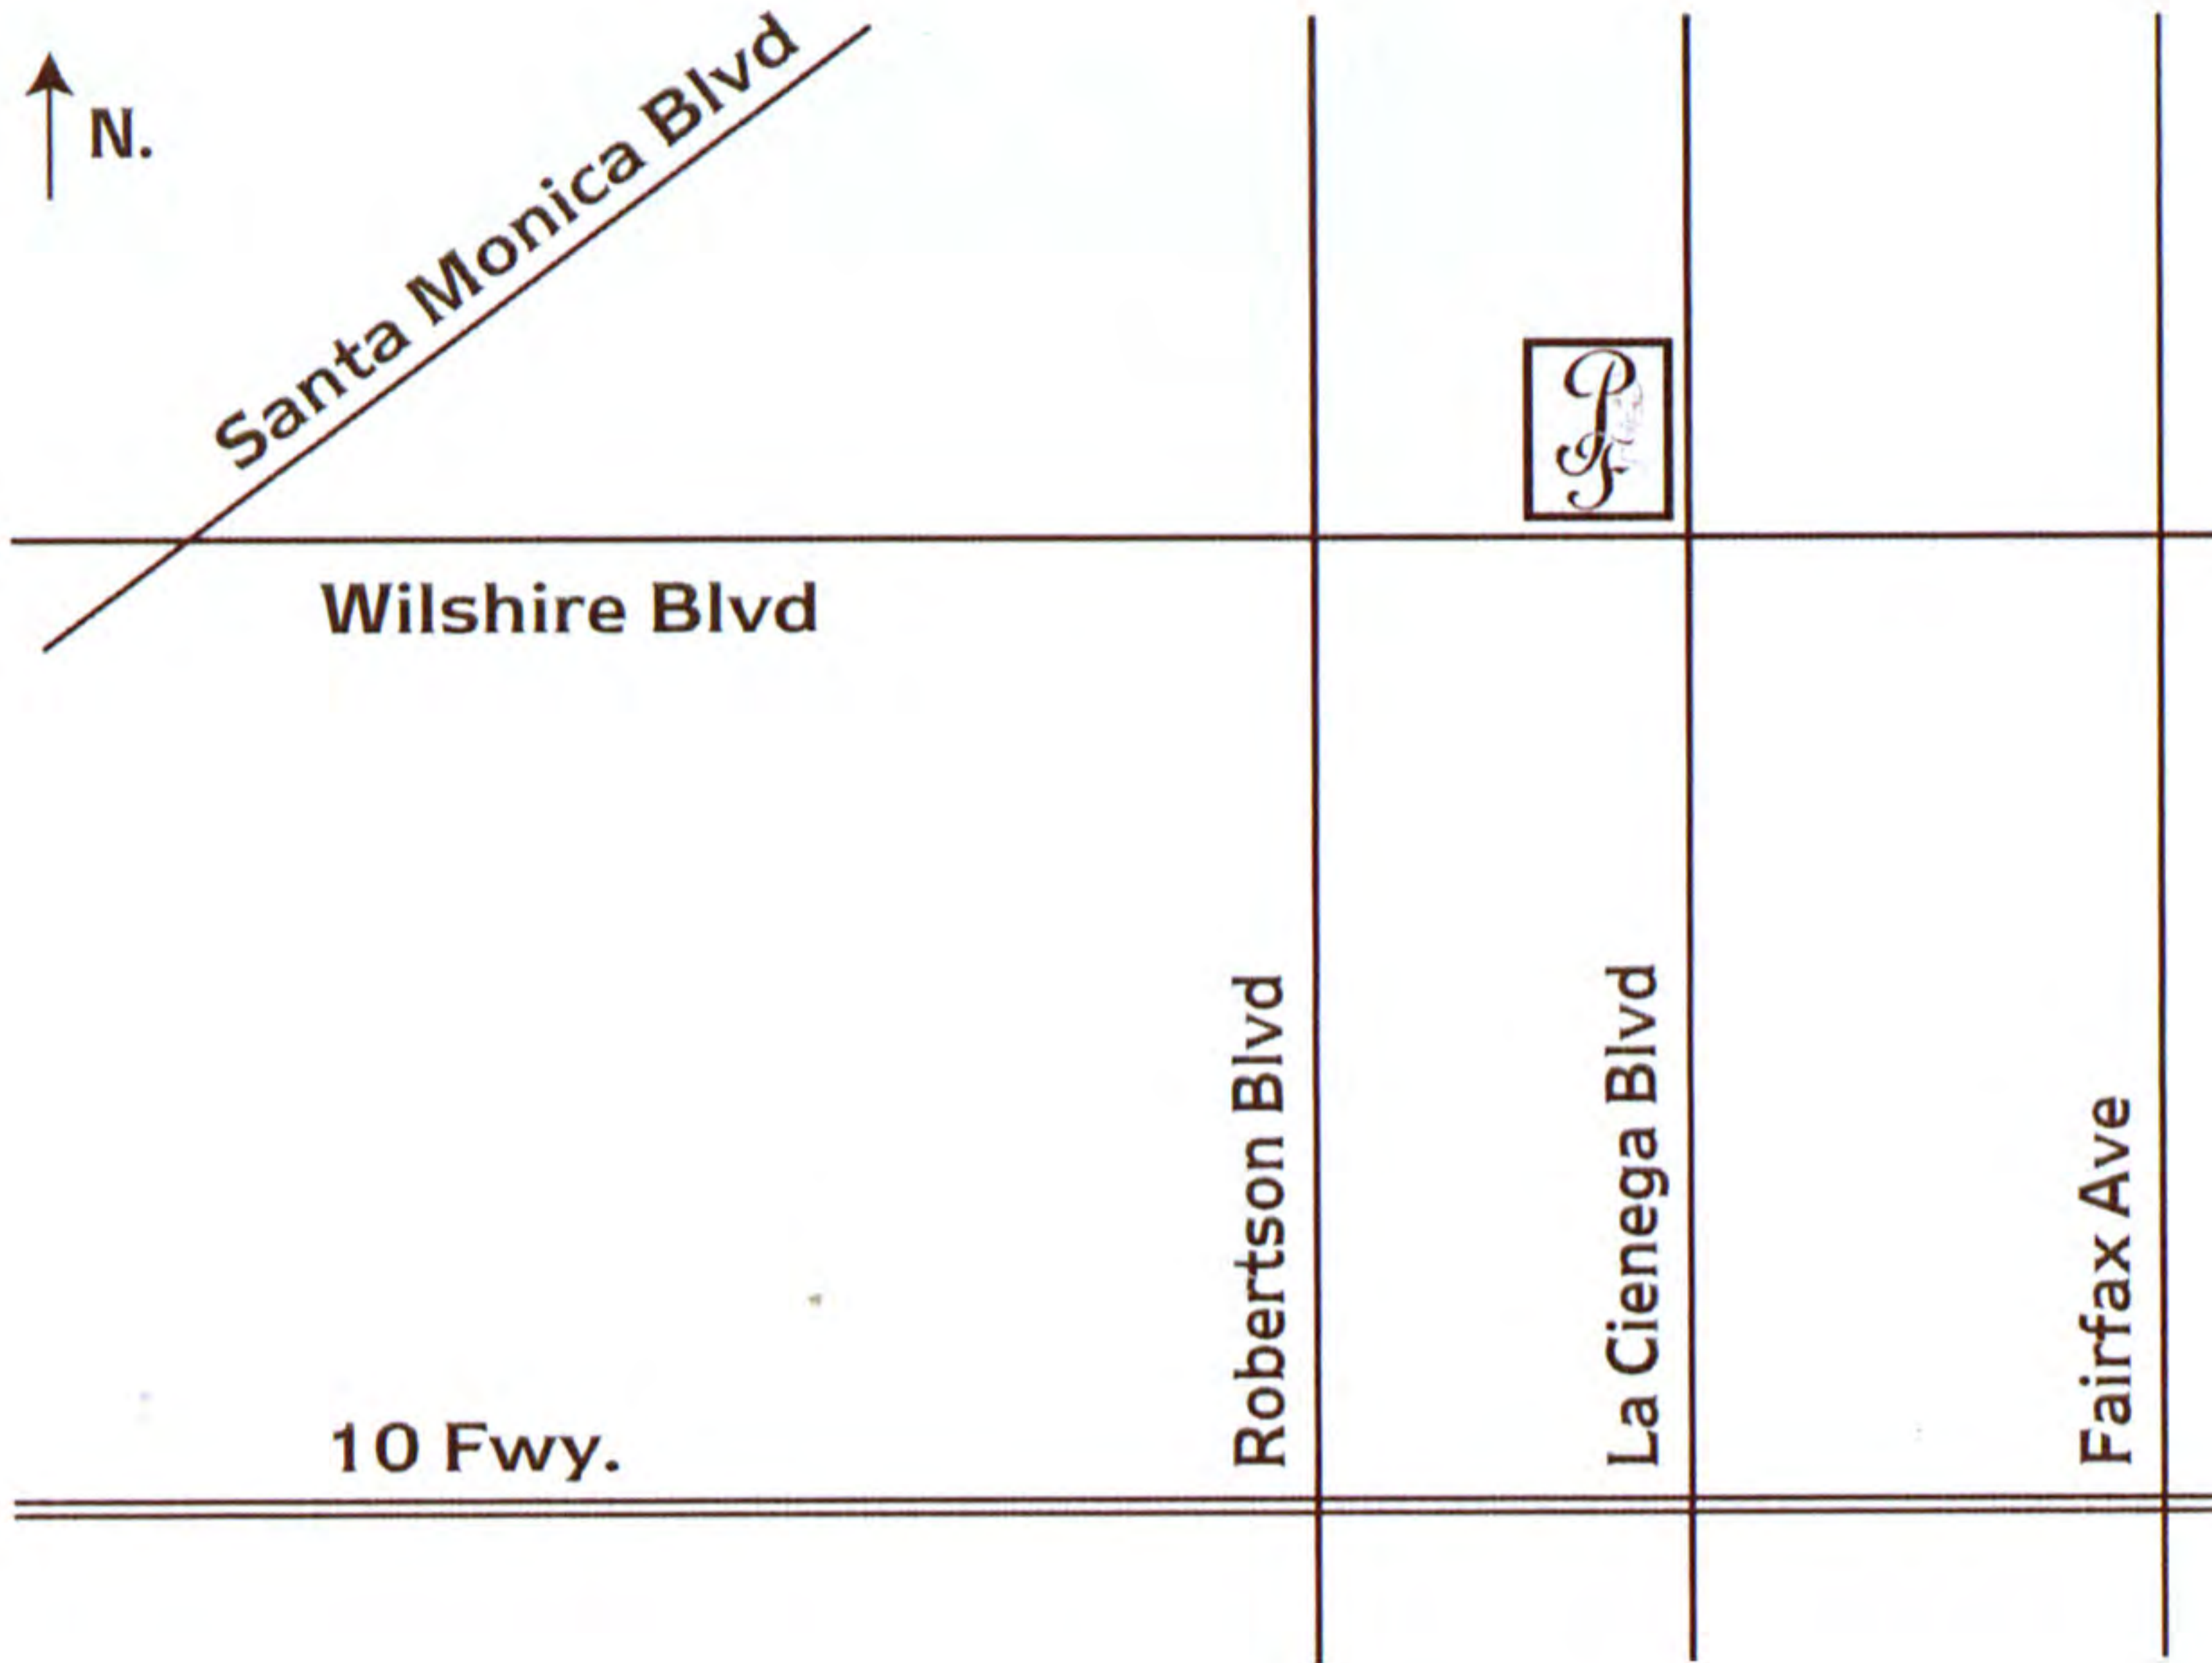 N.
Santa Monica Blvd
Wilshire Blvd
Robertson Blvd
La Cienega Blvd
Fairfax Ave
10 Fwy.